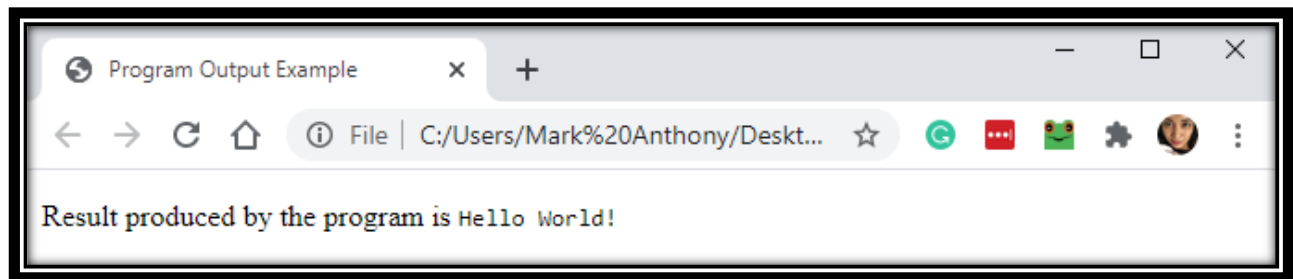 Program Output Example
File C:/Users/Mark%20Anthony/Deskt...
Result produced by the program is Hello World!